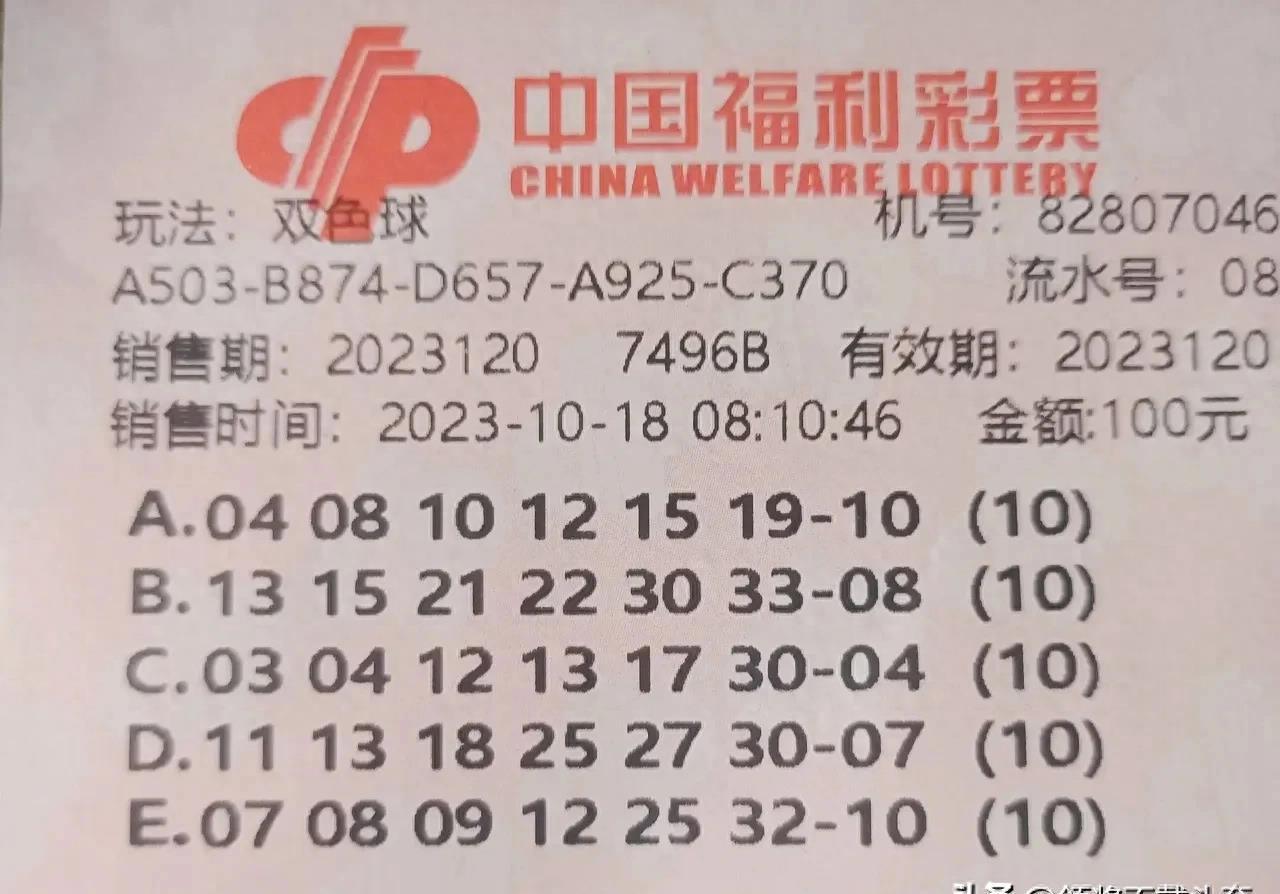 中国福利彩票
CHINA WELFARE LOTTERY
玩法：双色球 机号：82807046
A503-B874-D657-A925-C370 流水号：08
销售期：2023120 7496B 有效期：2023120
销售时间：2023-10-18 08:10:46 金额:100元
A.04 08 10 12 15 19-10 (10)
B.13 15 21 22 30 33-08 (10)
C.03 04 12 13 17 30-04 (10)
D.11 13 18 25 27 30-07 (10)
E.07 08 09 12 25 32-10 (10)